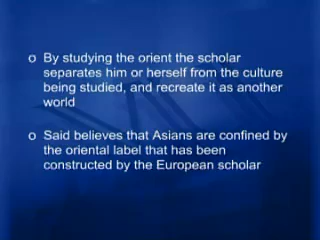 o By studying the orient the scholar
separates him or herself from the culture
being studied, and recreate it as another
world
o Said believes that Asians are confined by
the oriental label that has been
constructed by the European scholar